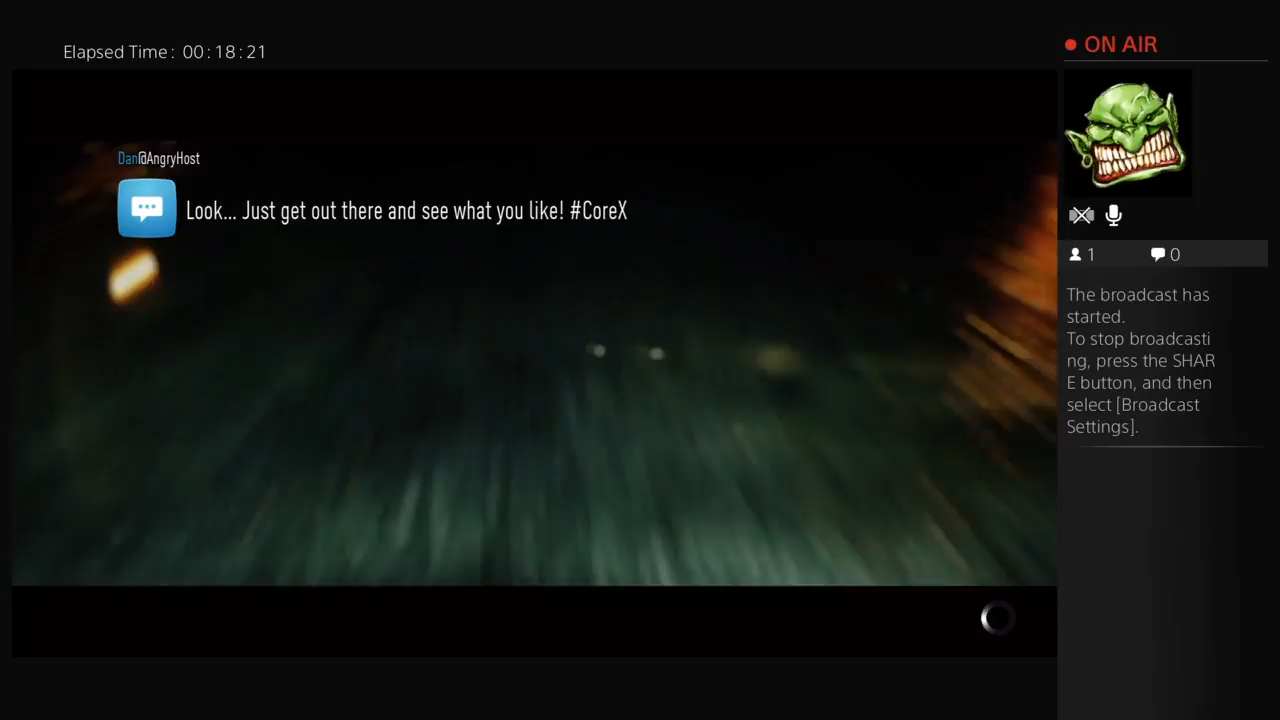 Elapsed Time: 00:18:21
ON AIR
Dan@AngryHost
Look... Just get out there and see what you like! #CoreX
1 0
The broadcast has
started.
To stop broadcasti
ng, press the SHAR
E button, and then
select [Broadcast
Settings].